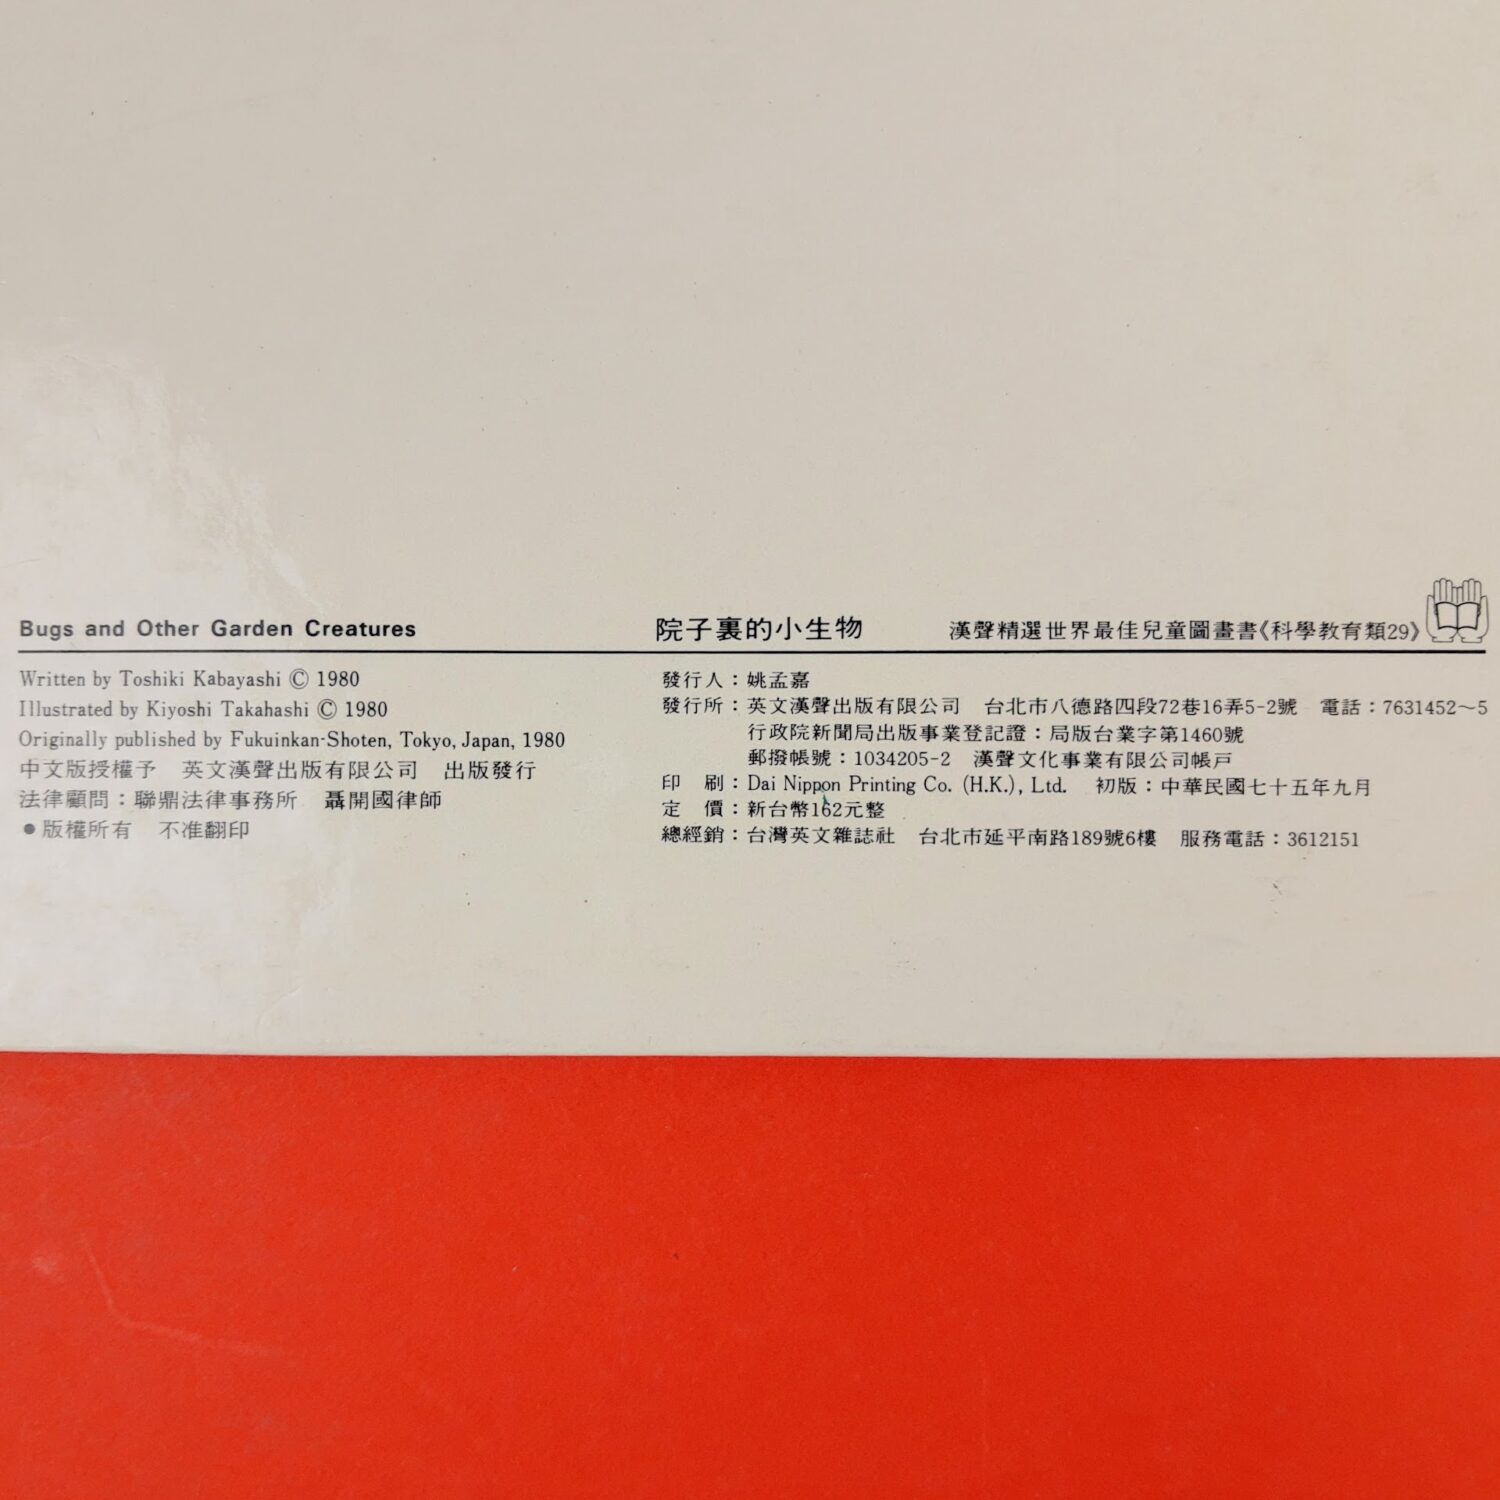 Bugs and Other Garden Creatures
Written by Toshiki Kabayashi © 1980
Illustrated by Kiyoshi Takahashi © 1980
Originally published by Fukuinkan-Shoten, Tokyo, Japan, 1980
中文版授權予　英文漢聲出版有限公司　出版發行
法律顧問：聯鼎法律事務所　聶開國律師
●版權所有　不准翻印
院子裏的小生物　漢聲精選世界最佳兒童圖畫書《科學教育類29》
發行人：姚孟嘉
發行所：英文漢聲出版有限公司　台北市八德路四段72巷16弄5-2號　電話：7631452～5
行政院新聞局出版事業登記證：局版台業字第1460號
郵撥帳號：1034205-2　漢聲文化事業有限公司帳戶
印　刷：Dai Nippon Printing Co. (H.K.), Ltd.　初版：中華民國七十五年九月
定　價：新台幣162元整
總經銷：台灣英文雜誌社　台北市延平南路189號6樓　服務電話：3612151